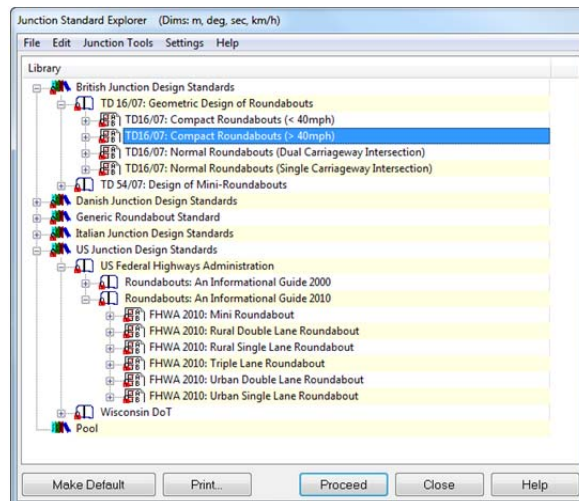 Junction Standard Explorer (Dims: m, deg, sec, km/h)
File Edit Junction Tools Settings Help
Library
British Junction Design Standards
TD 16/07: Geometric Design of Roundabouts
TD16/07: Compact Roundabouts (< 40mph)
TD16/07: Compact Roundabouts (> 40mph)
TD16/07: Normal Roundabouts (Dual Carriageway Intersection)
TD16/07: Normal Roundabouts (Single Carriageway Intersection)
TD 54/07: Design of Mini-Roundabouts
Danish Junction Design Standards
Generic Roundabout Standard
Italian Junction Design Standards
US Junction Design Standards
US Federal Highways Administration
Roundabouts: An Informational Guide 2000
Roundabouts: An Informational Guide 2010
FHWA 2010: Mini Roundabout
FHWA 2010: Rural Double Lane Roundabout
FHWA 2010: Rural Single Lane Roundabout
FHWA 2010: Triple Lane Roundabout
FHWA 2010: Urban Double Lane Roundabout
FHWA 2010: Urban Single Lane Roundabout
Wisconsin DoT
Pool
Make Default Print... Proceed Close Help